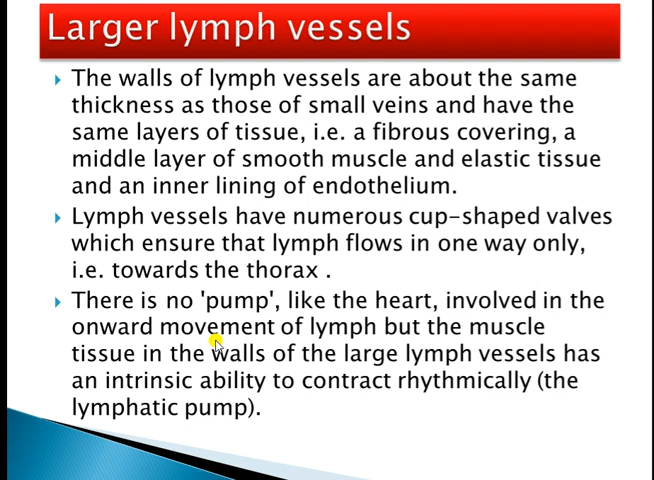 Larger lymph vessels
The walls of lymph vessels are about the same
thickness as those of small veins and have the
same layers of tissue, i.e. a fibrous covering, a
middle layer of smooth muscle and elastic tissue
and an inner lining of endothelium.
Lymph vessels have numerous cup-shaped valves
which ensure that lymph flows in one way only,
i.e. towards the thorax .
There is no 'pump', like the heart, involved in the
onward movement of lymph but the muscle
tissue in the walls of the large lymph vessels has
an intrinsic ability to contract rhythmically (the
lymphatic pump).